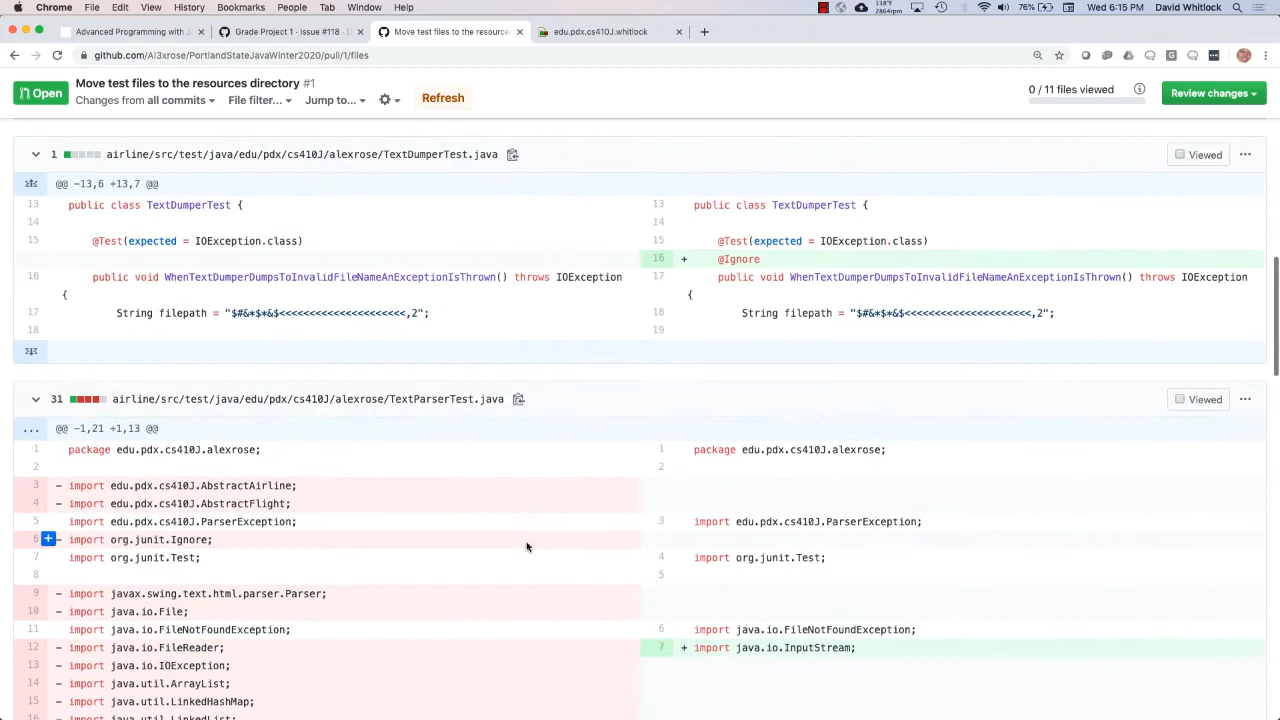 Chrome File Edit View History Bookmarks People Tab Window Help 118°F 2864rpm 76% Wed 6:15 PM David Whitlock
Advanced Programming with J Grade Project 1 · Issue #118 · D Move test files to the resources edu.pdx.cs410J.whitlock
github.com/Al3xrose/PortlandStateJavaWinter2020/pull/1/files
Open Move test files to the resources directory #1
Changes from all commits File filter... Jump to... Refresh 0 / 11 files viewed Review changes
1 airline/src/test/java/edu/pdx/cs410J/alexrose/TextDumperTest.java Viewed ...
@@ -13,6 +13,7 @@
13 public class TextDumperTest { 13 public class TextDumperTest {
14 14
15 @Test(expected = IOException.class) 15 @Test(expected = IOException.class)
16 + @Ignore
16 public void WhenTextDumperDumpsToInvalidFileNameAnExceptionIsThrown() throws IOException 17 public void WhenTextDumperDumpsToInvalidFileNameAnExceptionIsThrown() throws IOException
{ {
17 String filepath = "$#&*$*&$<<<<<<<<<<<<<<<<<<<<<,2"; 18 String filepath = "$#&*$*&$<<<<<<<<<<<<<<<<<<<<<,2";
18 19
31 airline/src/test/java/edu/pdx/cs410J/alexrose/TextParserTest.java Viewed ...
... @@ -1,21 +1,13 @@
1 package edu.pdx.cs410J.alexrose; 1 package edu.pdx.cs410J.alexrose;
2 2
3 - import edu.pdx.cs410J.AbstractAirline;
4 - import edu.pdx.cs410J.AbstractFlight;
5 import edu.pdx.cs410J.ParserException; 3 import edu.pdx.cs410J.ParserException;
6 - import org.junit.Ignore;
7 import org.junit.Test; 4 import org.junit.Test;
8 5
9 - import javax.swing.text.html.parser.Parser;
10 - import java.io.File;
11 import java.io.FileNotFoundException; 6 import java.io.FileNotFoundException;
12 - import java.io.FileReader; 7 + import java.io.InputStream;
13 - import java.io.IOException;
14 - import java.util.ArrayList;
15 - import java.util.LinkedHashMap;
16 - import java.util.LinkedList;